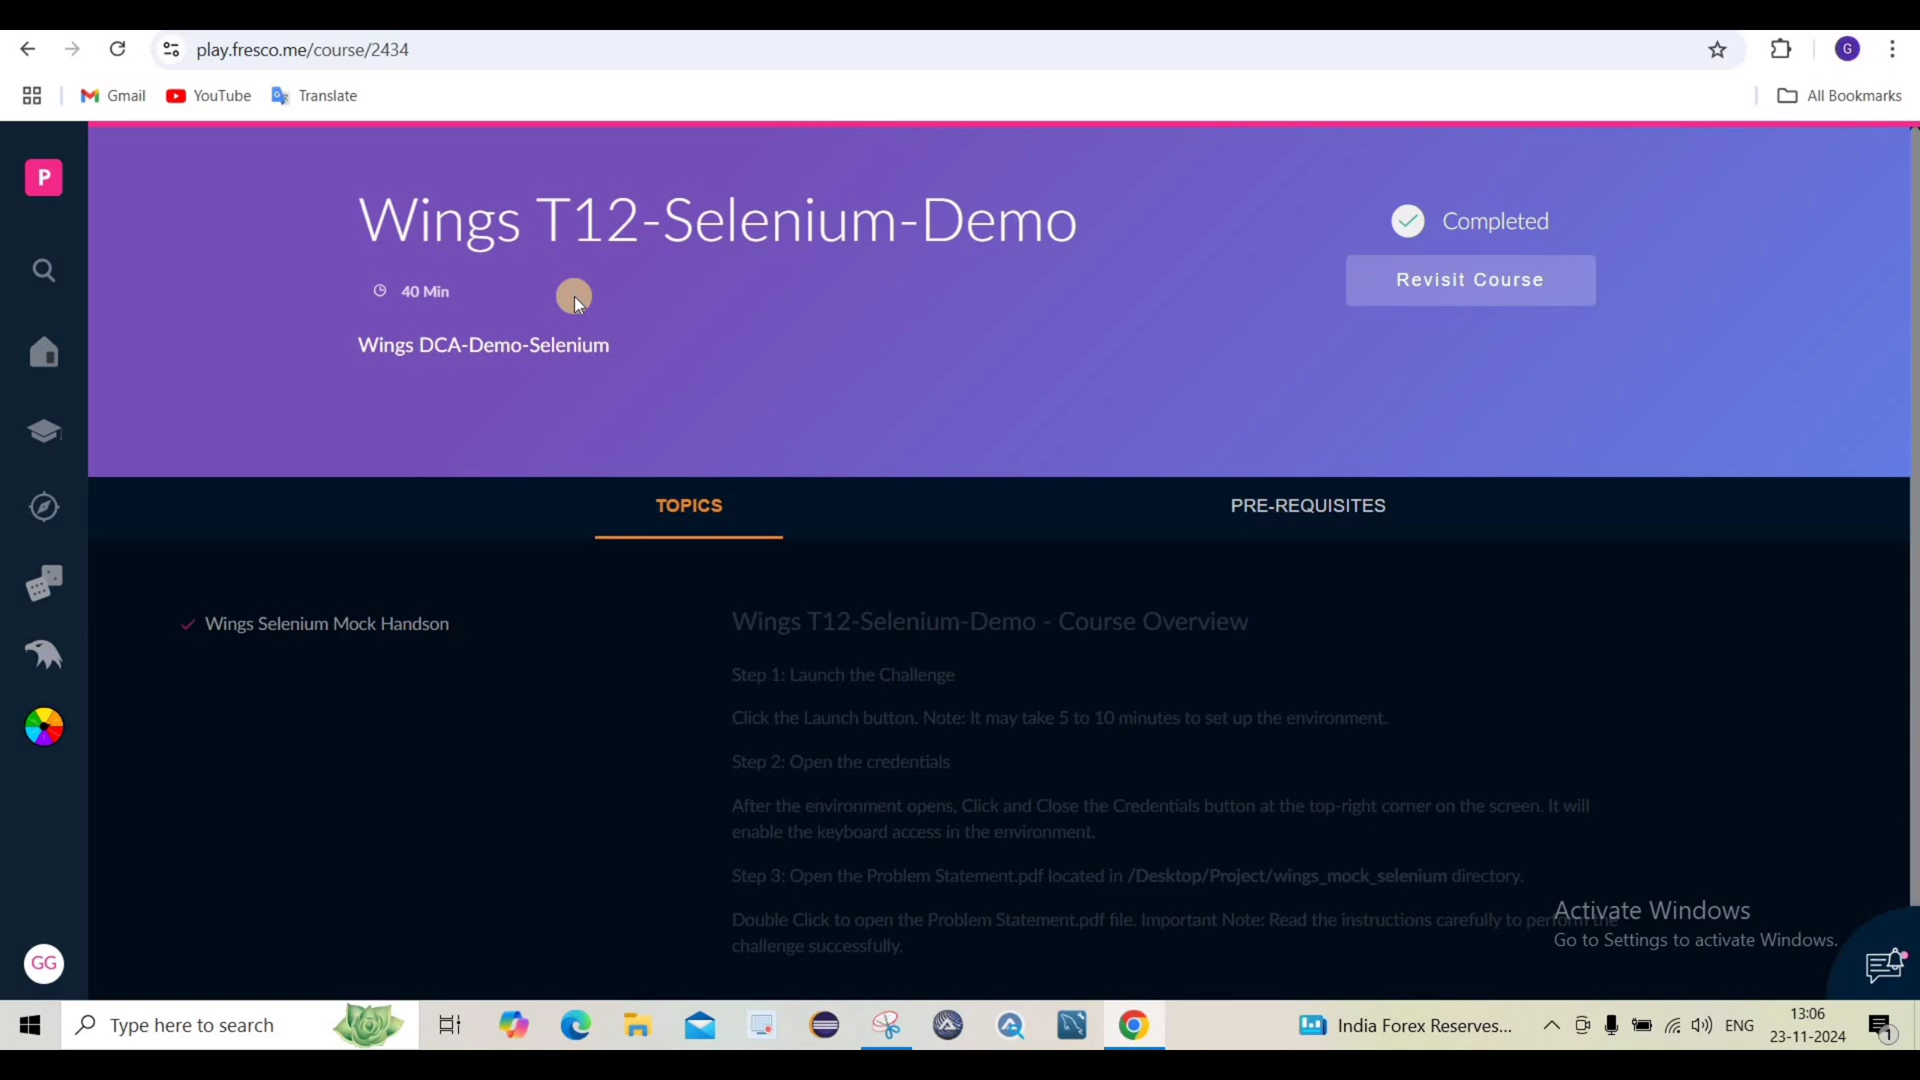 play.fresco.me/course/2434
G
Gmail
YouTube
Translate
All Bookmarks
P
Wings T12-Selenium-Demo
Completed
40 Min
Revisit Course
Wings DCA-Demo-Selenium
TOPICS
PRE-REQUISITES
Wings Selenium Mock Handson
Wings T12-Selenium-Demo - Course Overview
Step 1: Launch the Challenge
Click the Launch button. Note: It may take 5 to 10 minutes to set up the environment.
Step 2: Open the credentials
After the environment opens, Click and Close the Credentials button at the top-right corner on the screen. It will
enable the keyboard access in the environment.
Step 3: Open the Problem Statement.pdf located in /Desktop/Project/wings_mock_selenium directory.
Double Click to open the Problem Statement.pdf file. Important Note: Read the instructions carefully to perform the
challenge successfully.
Activate Windows
Go to Settings to activate Windows.
GG
Type here to search
India Forex Reserves...
ENG
13:06
23-11-2024
1